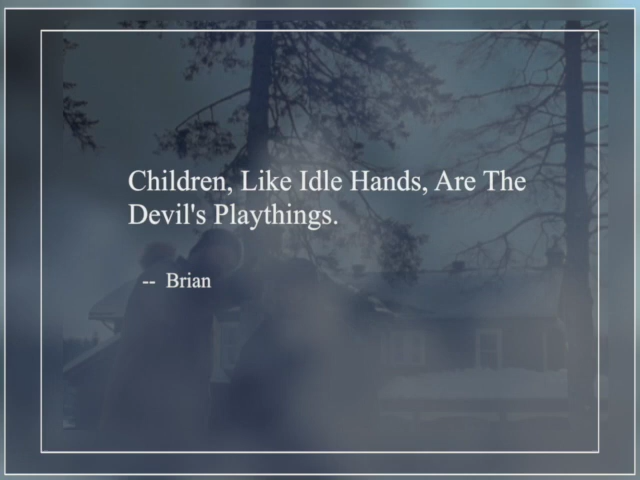 Children, Like Idle Hands, Are The
Devil's Playthings.
-- Brian